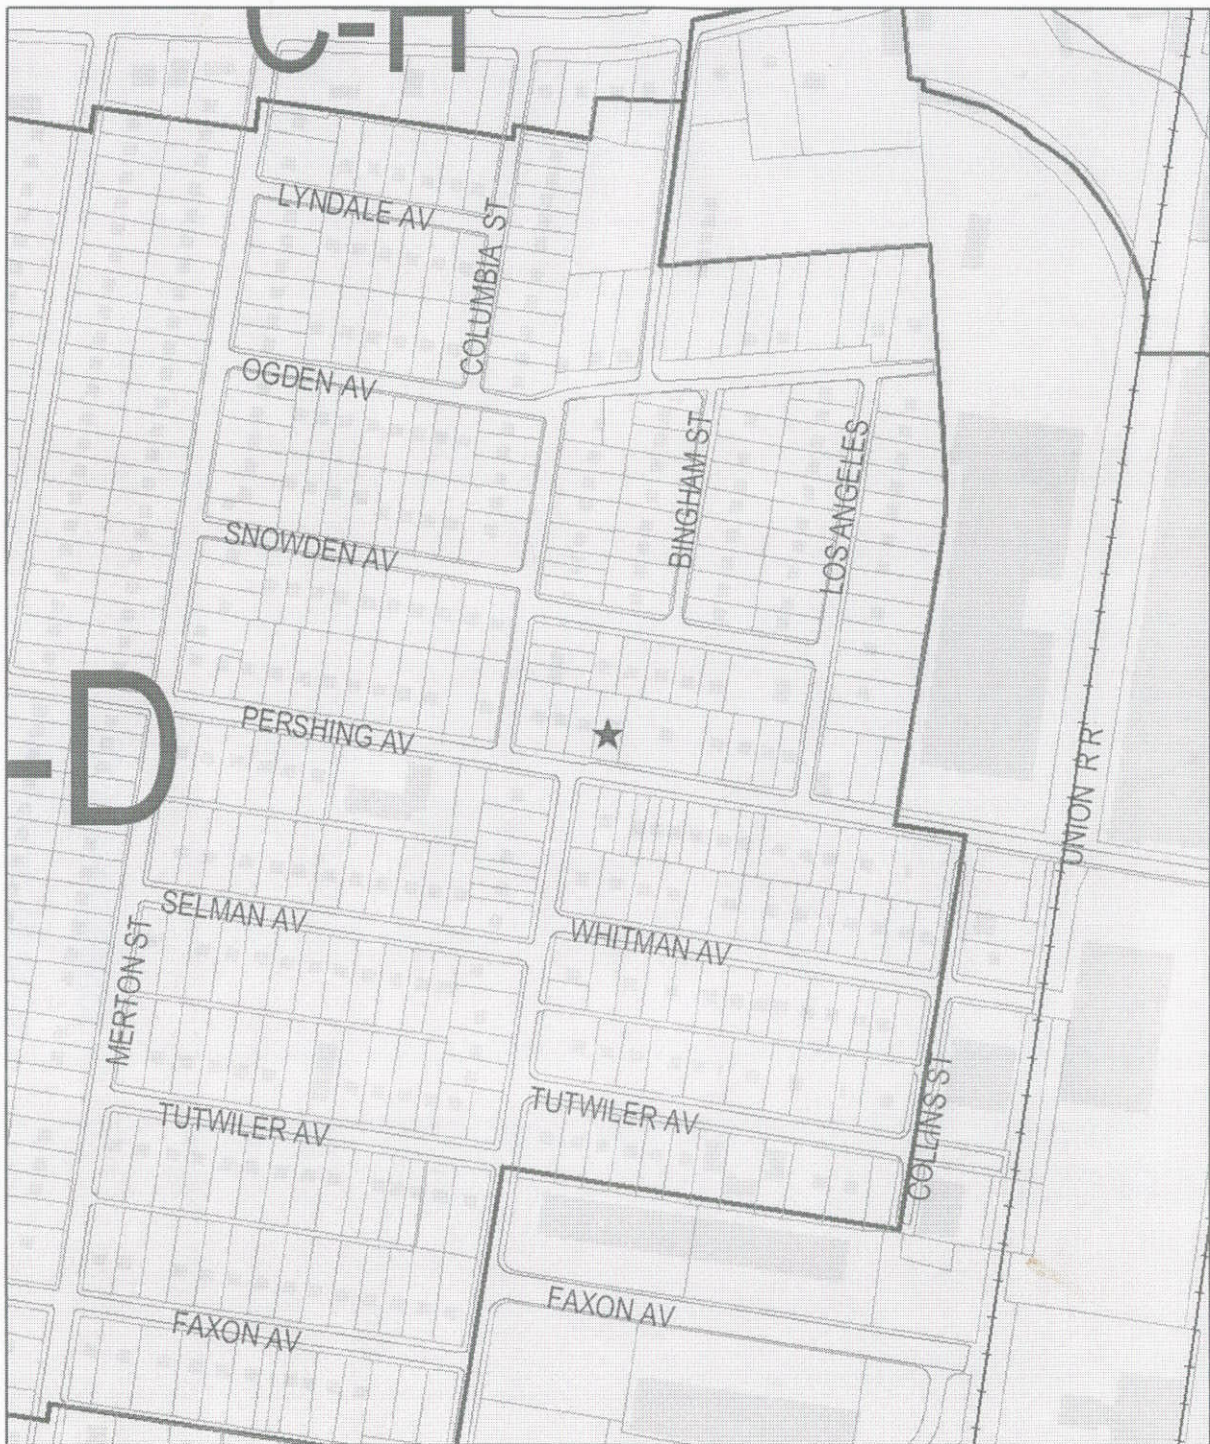 C-H
LYNDALE AV
COLUMBIA ST
OGDEN AV
BINGHAM ST
LOS ANGELES
SNOWDEN AV
-D
PERSHING AV
UNION R R
SELMAN AV
WHITMAN AV
MERTON ST
TUTWILER AV
TUTWILER AV
COLLINS ST
FAXON AV
FAXON AV